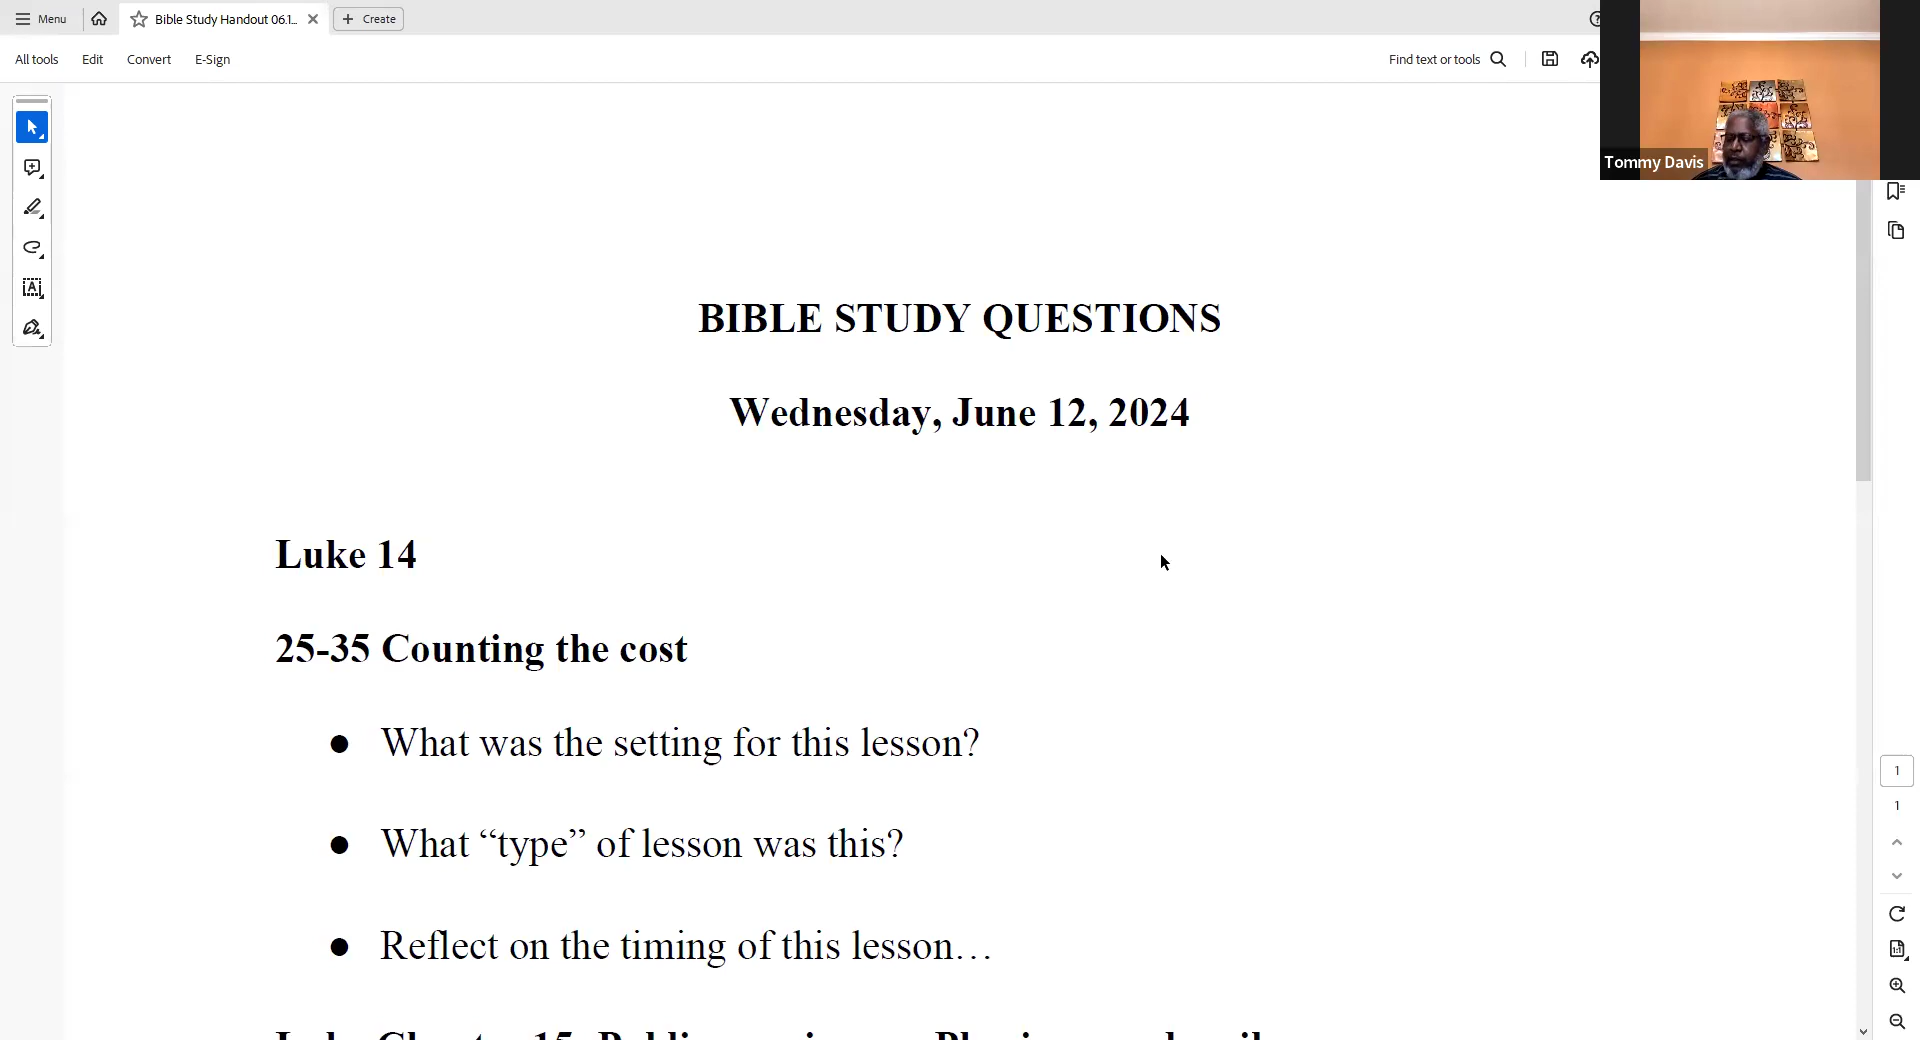 Menu
Bible Study Handout 06.1...
Create
All tools
Edit
Convert
E-Sign
Find text or tools
Tommy Davis
BIBLE STUDY QUESTIONS
Wednesday, June 12, 2024
Luke 14
25-35 Counting the cost
● What was the setting for this lesson?
● What “type” of lesson was this?
● Reflect on the timing of this lesson…
1
1